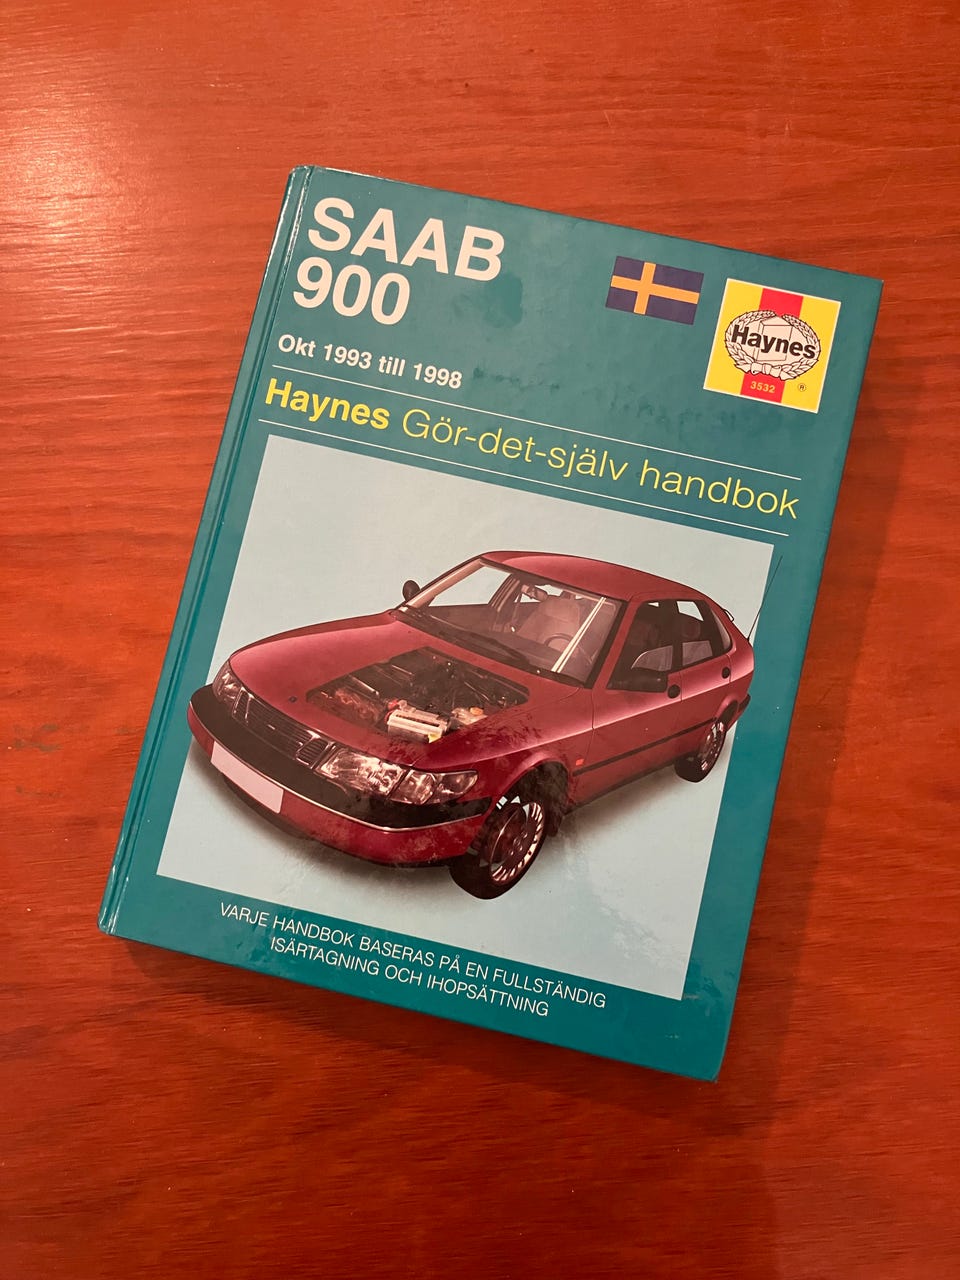 SAAB
900
Okt 1993 till 1998
Haynes Gör-det-själv handbok
Haynes
3532
®
VARJE HANDBOK BASERAS PÅ EN FULLSTÄNDIG
ISÄRTAGNING OCH IHOPSÄTTNING